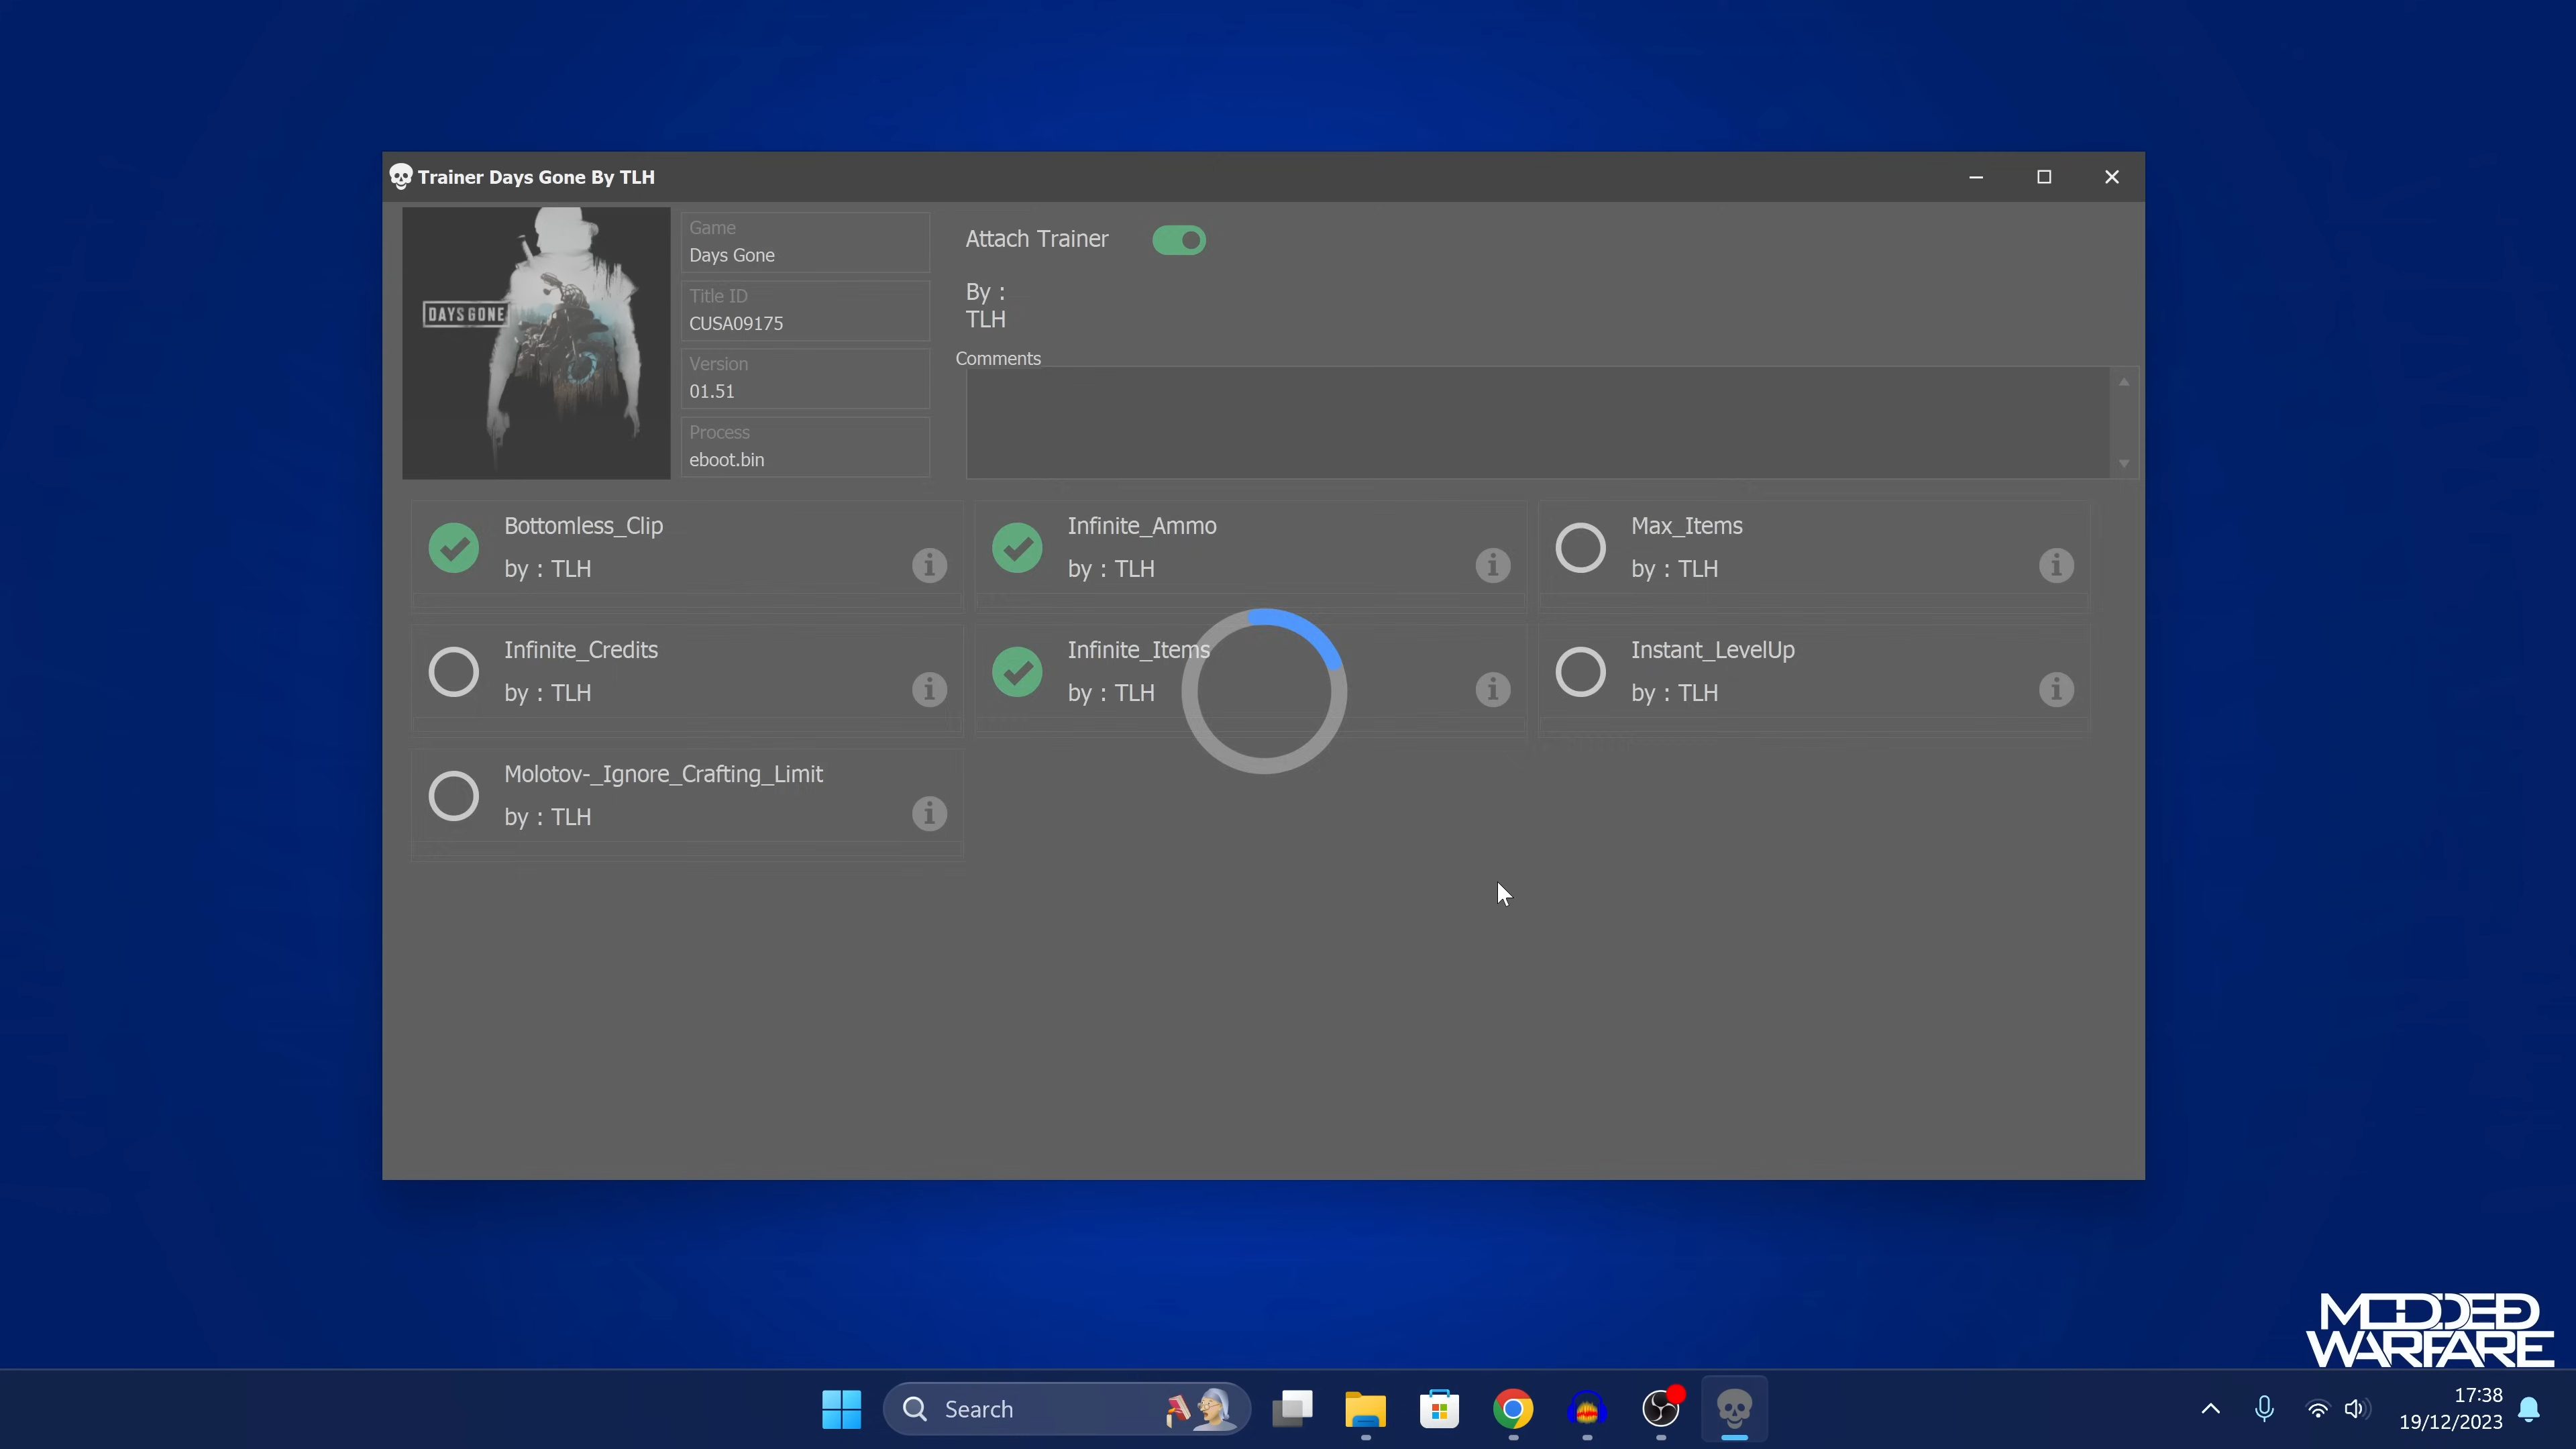 Trainer Days Gone By TLH
DAYS GONE
Game
Days Gone
Title ID
CUSA09175
Version
01.51
Process
eboot.bin
Attach Trainer
By :
TLH
Comments
Bottomless_Clip
by : TLH
Infinite_Ammo
by : TLH
Max_Items
by : TLH
Infinite_Credits
by : TLH
Infinite_Items
by : TLH
Instant_LevelUp
by : TLH
Molotov-_Ignore_Crafting_Limit
by : TLH
MODDED
WARFARE
Search
17:38
19/12/2023